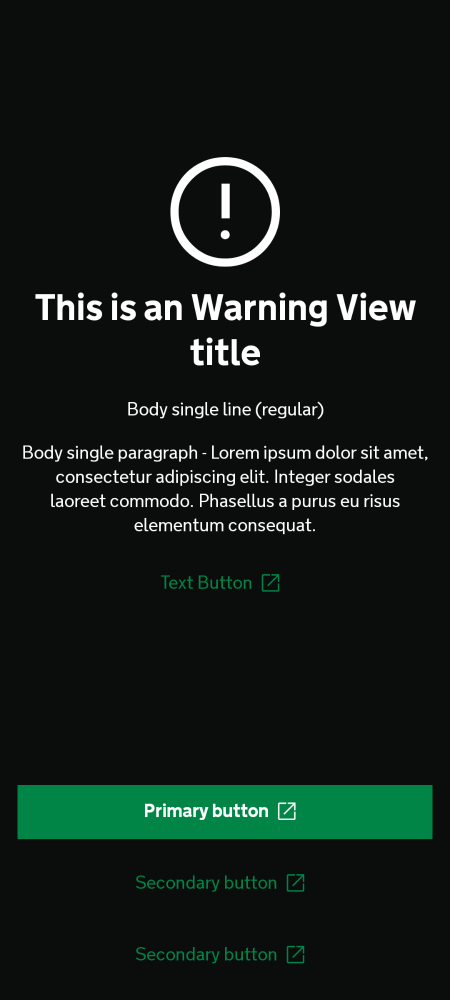 This is an Warning View
title
Body single line (regular)
Body single paragraph - Lorem ipsum dolor sit amet,
consectetur adipiscing elit. Integer sodales
laoreet commodo. Phasellus a purus eu risus
elementum consequat.
Text Button
Primary button
Secondary button
Secondary button